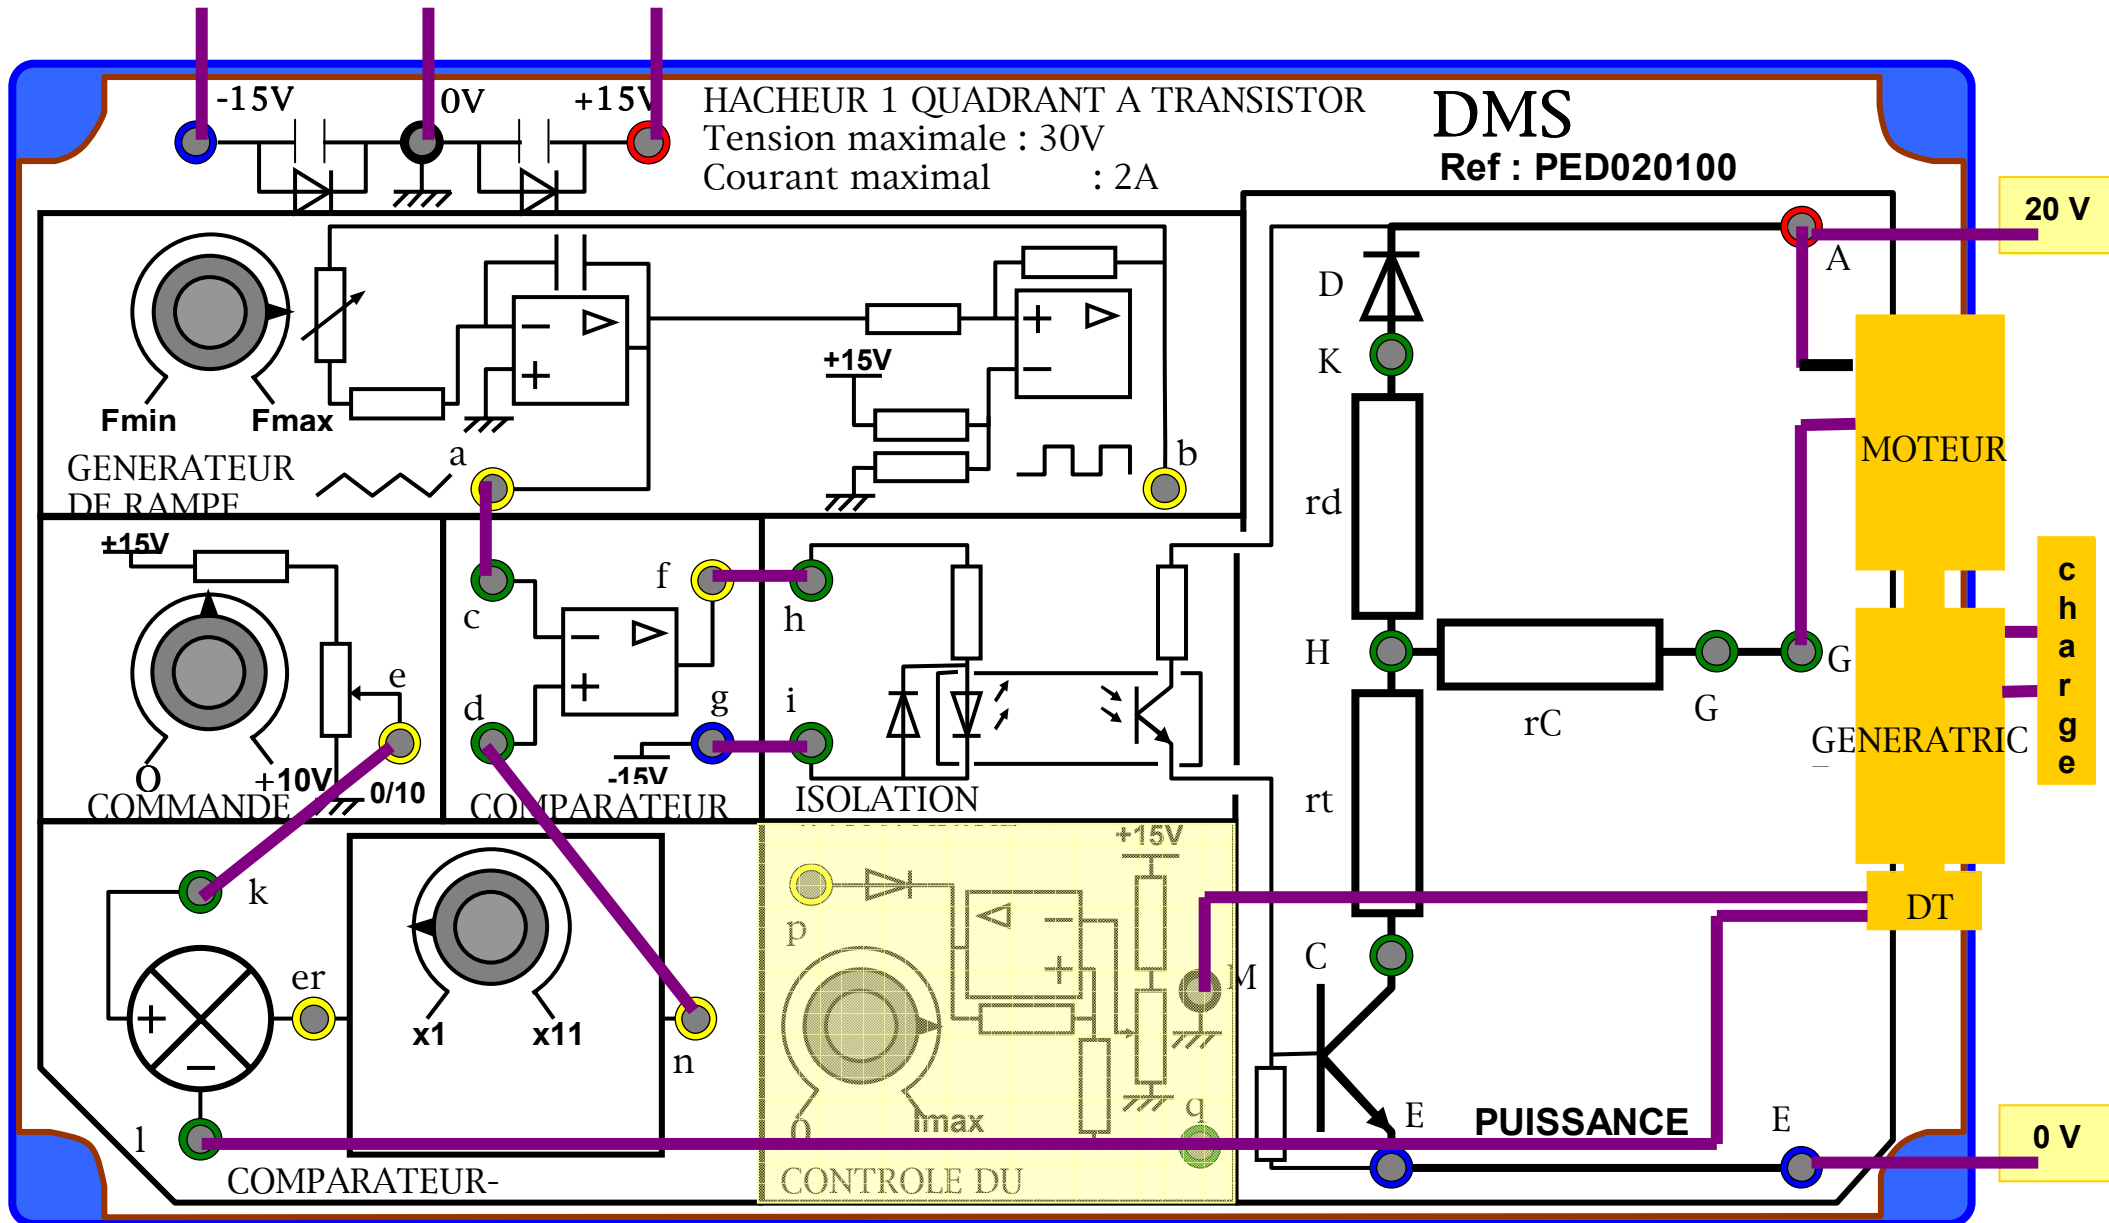 -15V
0V
+15V
HACHEUR 1 QUADRANT A TRANSISTOR
Tension maximale : 30V
Courant maximal : 2A
DMS
Ref : PED020100
20 V
A
D
K
+15V
Fmin
Fmax
GENERATEUR
DE RAMPE
a
b
MOTEUR
rd
+15V
c
f
h
e
d
g
i
-15V
O
+10V
0/10
COMMANDE
COMPARATEUR
ISOLATION
H
rC
G
G
GENERATRIC
charge
rt
+15V
k
p
DT
er
x1
x11
n
M
C
l
0
Imax
q
E
PUISSANCE
E
0 V
COMPARATEUR-
CONTROLE DU